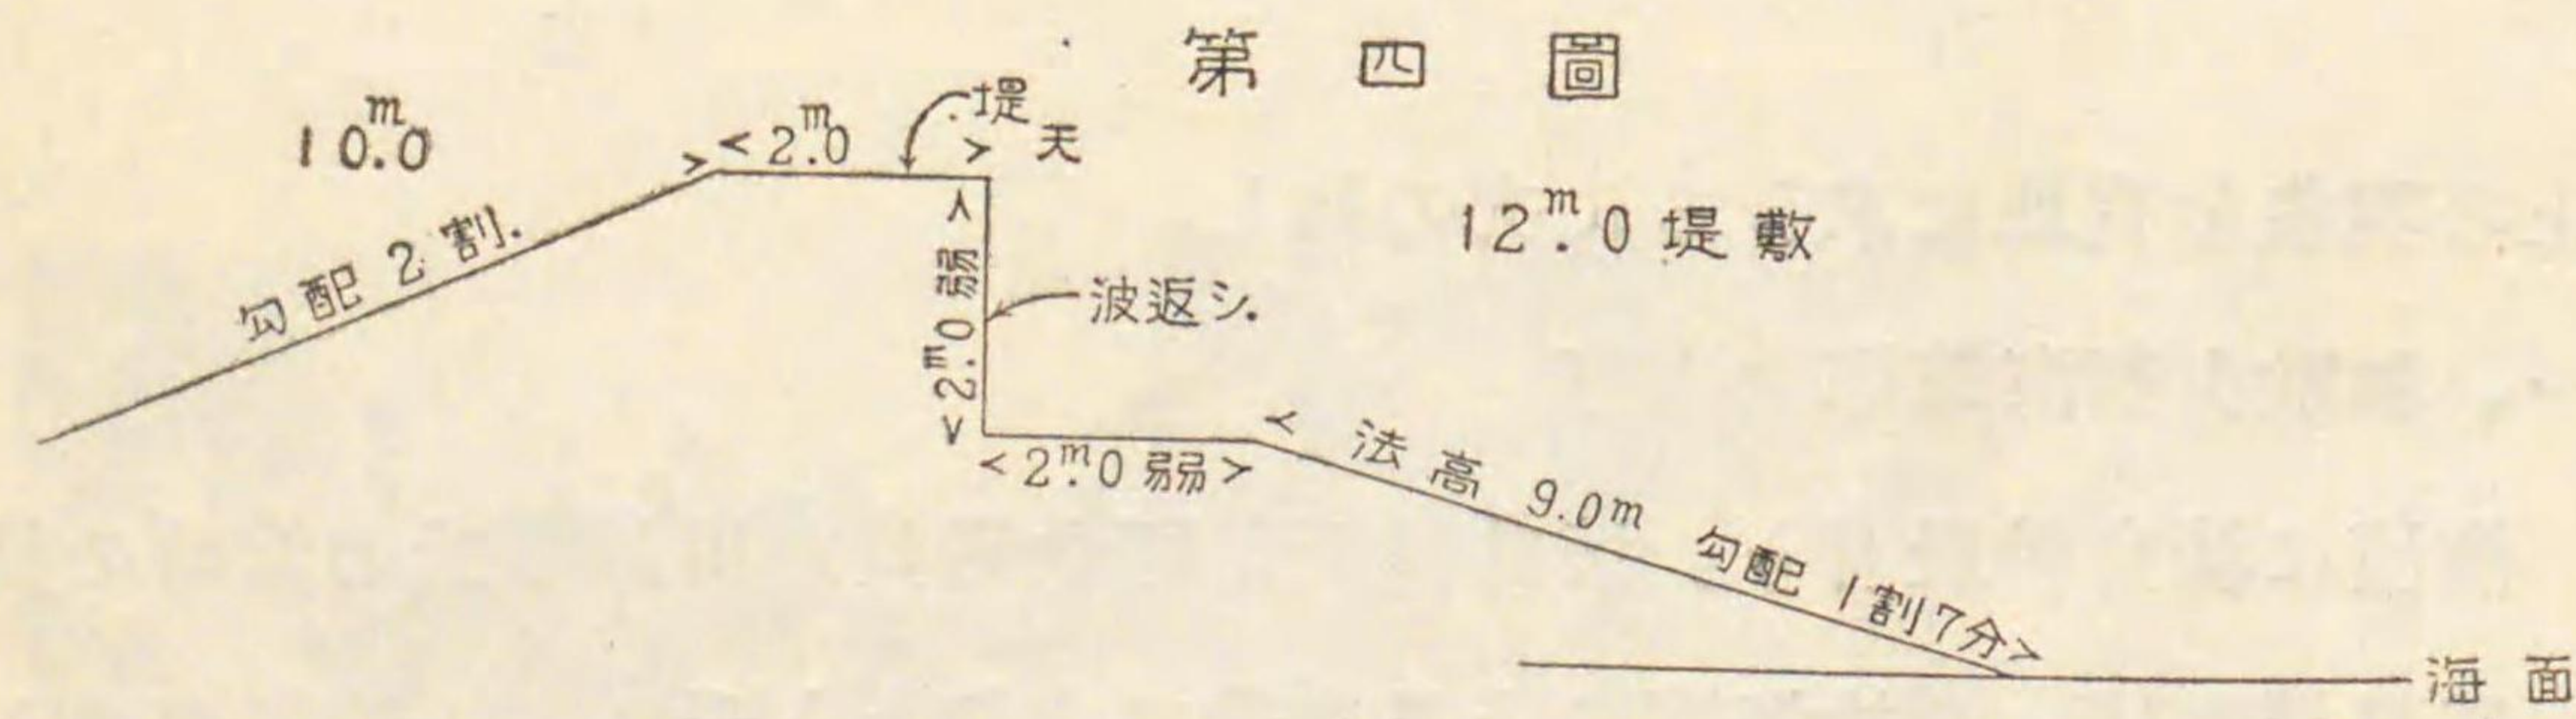 第四圖
10.0m
<2.0m>
堤天
勾配2割.
<2.0m弱>
波返シ.
12.0m堤敷
<2.0m弱>
<法高 9.0m 勾配1割7分>
海面